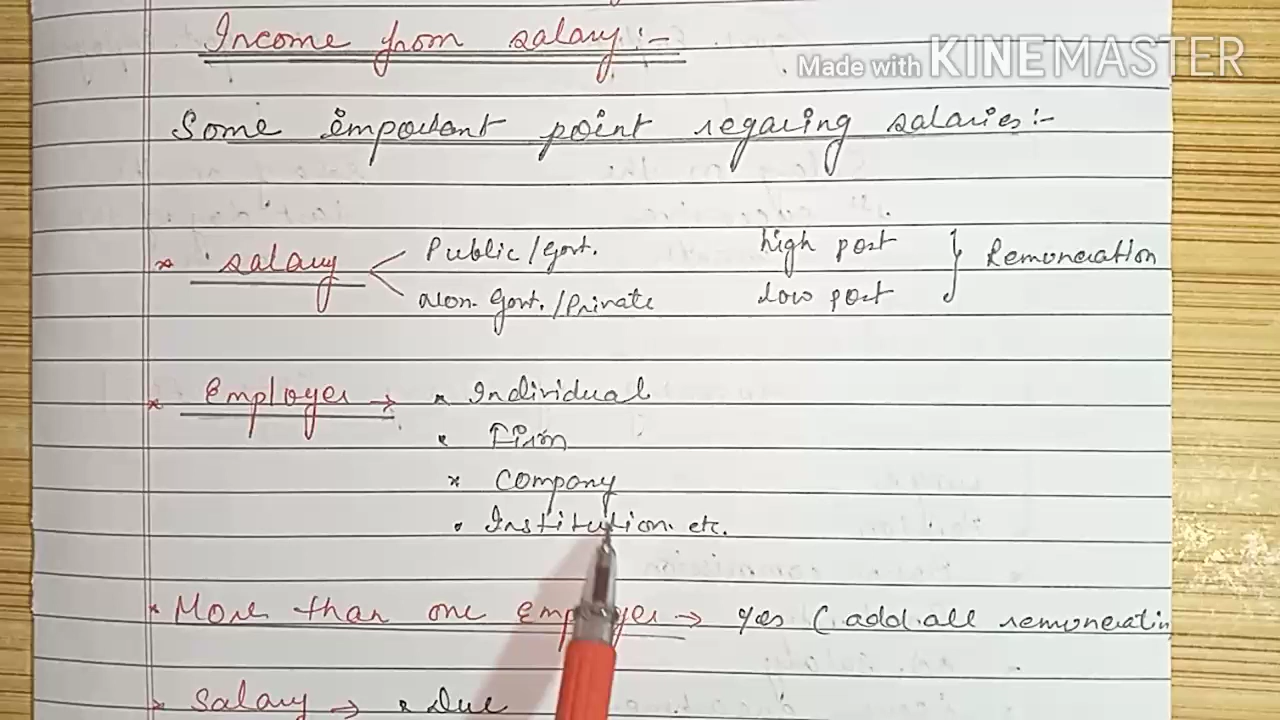 Income from salary:-
Made with KINEMASTER
Some important point regaring salaries:-
* salary Public/Govt. high post } Remuneration
Non-Govt./Private low post
* Employer → * Individual
• Firm
* Company
• Institution. etc.
* More than one employer → yes (add all remuneratin
* Salary → * Due